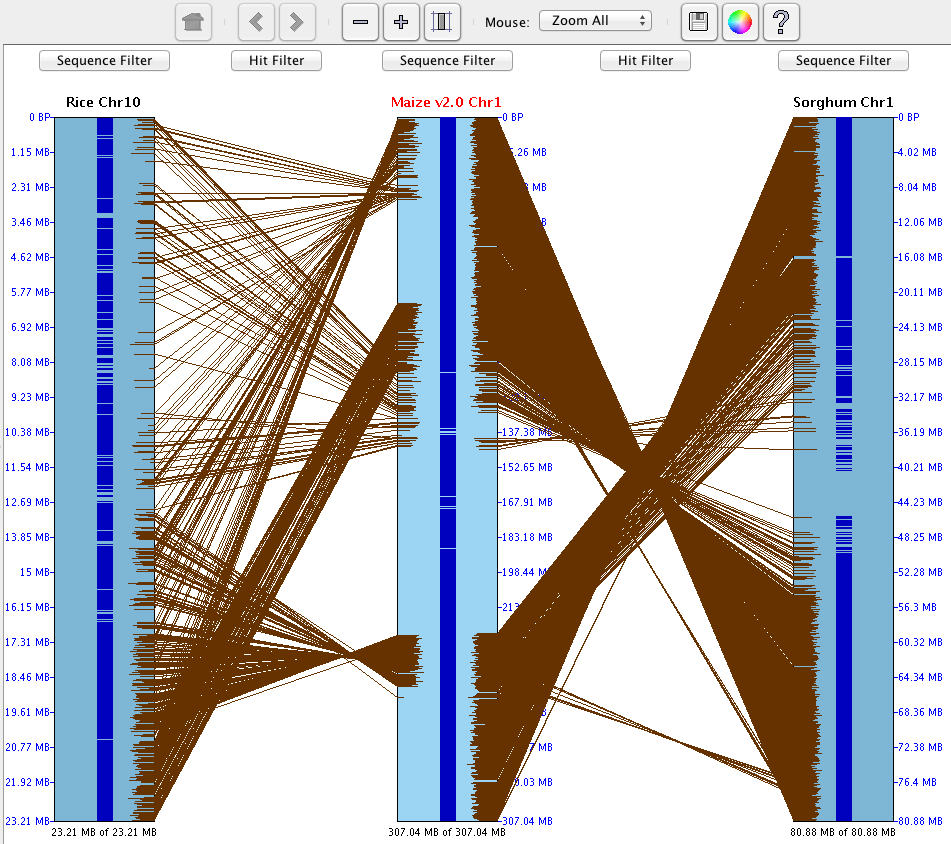 Mouse: Zoom All
Sequence Filter Hit Filter Sequence Filter Hit Filter Sequence Filter
Rice Chr10 Maize v2.0 Chr1 Sorghum Chr1
0 BP 0 BP 0 BP
1.15 MB 5.26 MB 4.02 MB
2.31 MB MB 8.04 MB
3.46 MB MB 12.06 MB
4.62 MB 16.08 MB
5.77 MB 20.11 MB
6.92 MB 24.13 MB
8.08 MB 28.15 MB
9.23 MB 32.17 MB
10.38 MB 137.38 MB 36.19 MB
11.54 MB 152.65 MB 40.21 MB
12.69 MB 167.91 MB 44.23 MB
13.85 MB 183.18 MB 48.25 MB
15 MB 198.44 MB 52.28 MB
16.15 MB 213 56.3 MB
17.31 MB 60.32 MB
18.46 MB 64.34 MB
19.61 MB 68.36 MB
20.77 MB MB 72.38 MB
21.92 MB 9.03 MB 76.4 MB
23.21 MB 307.04 MB 80.88 MB
23.21 MB of 23.21 MB 307.04 MB of 307.04 MB 80.88 MB of 80.88 MB